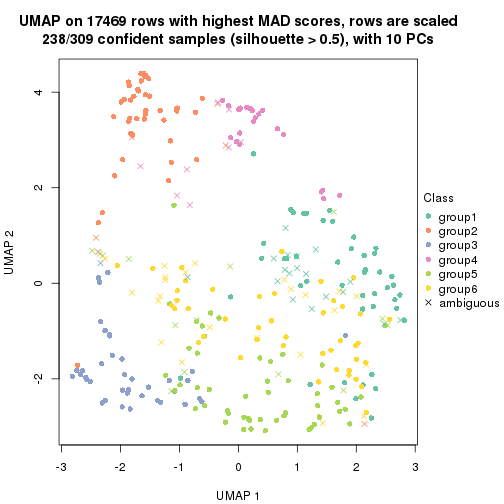 UMAP on 17469 rows with highest MAD scores, rows are scaled
238/309 confident samples (silhouette > 0.5), with 10 PCs
4
2
0
-2
UMAP 2
-3 -2 -1 0 1 2 3
UMAP 1
Class
group1
group2
group3
group4
group5
group6
ambiguous